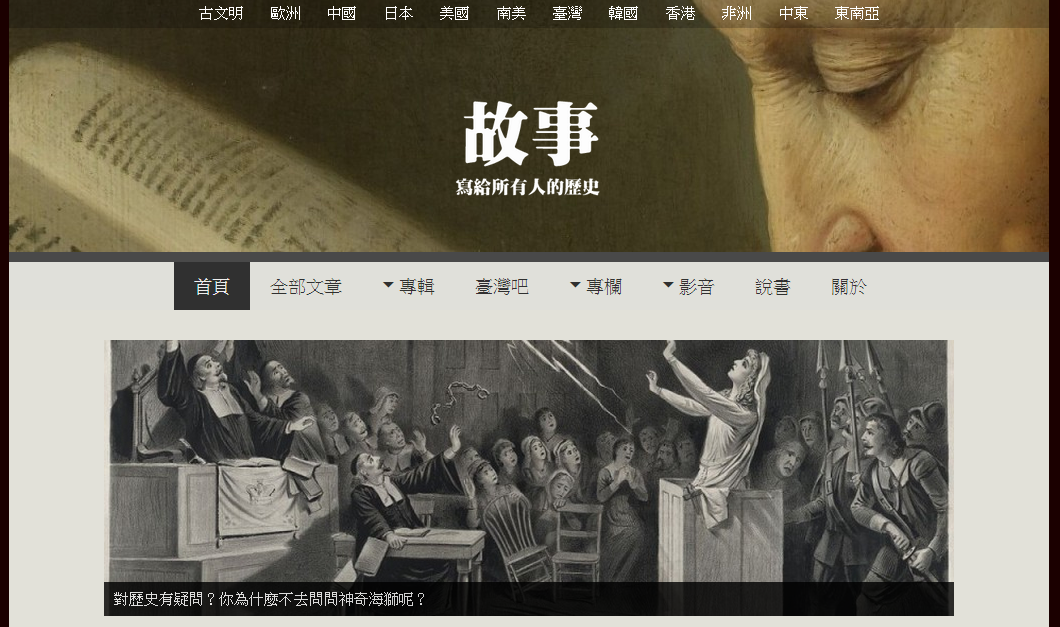 古文明 歐洲 中國 日本 美國 南美 臺灣 韓國 香港 非洲 中東 東南亞
故事
寫給所有人的歷史
首頁 全部文章 專輯 臺灣吧 專欄 影音 說書 關於
對歷史有疑問？你為什麼不去問問神奇海獅呢？